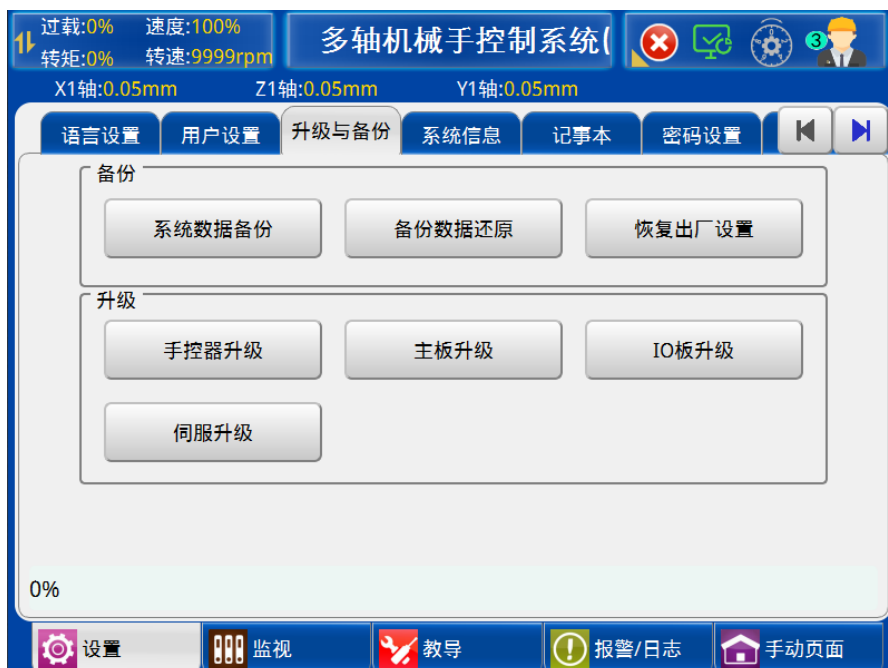 过载:0% 速度:100%
转矩:0% 转速:9999rpm
多轴机械手控制系统(
3
X1轴:0.05mm Z1轴:0.05mm Y1轴:0.05mm
语言设置 用户设置 升级与备份 系统信息 记事本 密码设置
备份
系统数据备份 备份数据还原 恢复出厂设置
升级
手控器升级 主板升级 IO板升级
伺服升级
0%
设置 监视 教导 报警/日志 手动页面